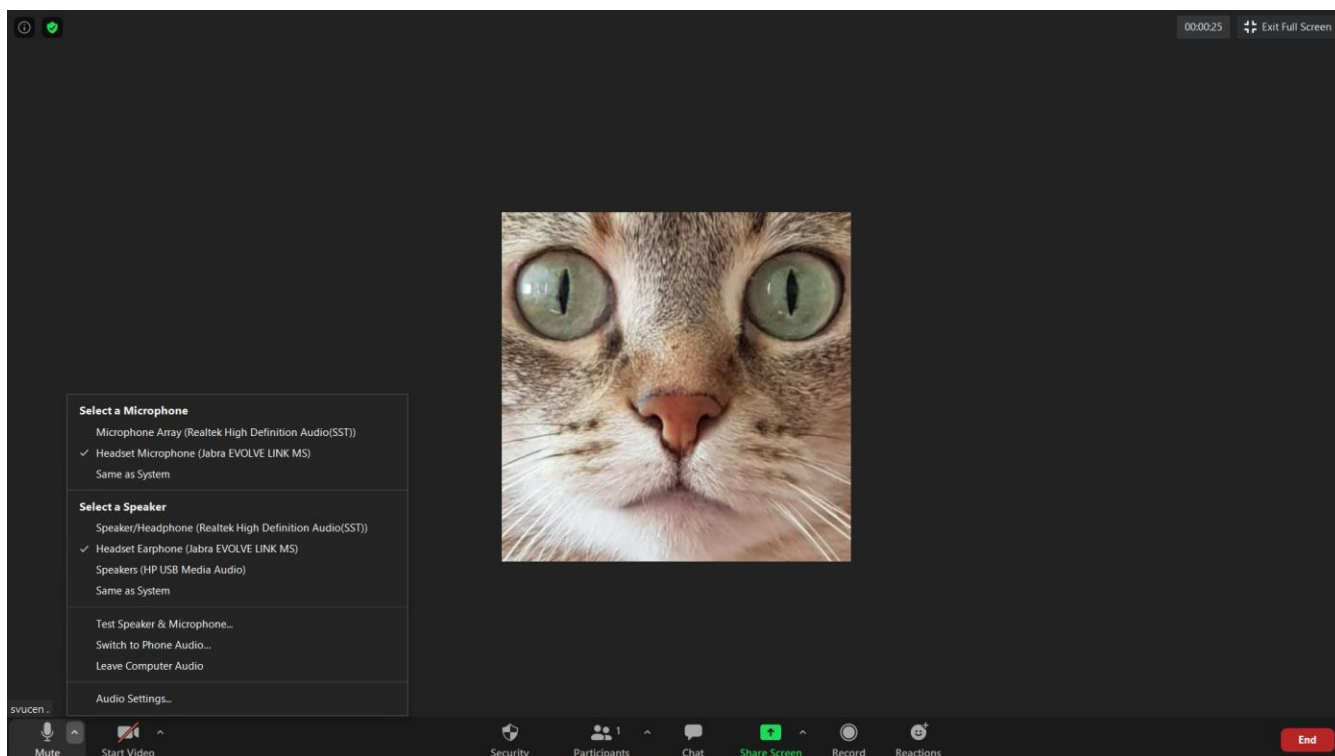 00:00:25
Exit Full Screen
Select a Microphone
Microphone Array (Realtek High Definition Audio(SST))
Headset Microphone (Jabra EVOLVE LINK MS)
Same as System
Select a Speaker
Speaker/Headphone (Realtek High Definition Audio(SST))
Headset Earphone (Jabra EVOLVE LINK MS)
Speakers (HP USB Media Audio)
Same as System
Test Speaker & Microphone...
Switch to Phone Audio...
Leave Computer Audio
Audio Settings...
svucen .
Mute
Start Video
Security
Participants
1
Chat
Share Screen
Record
Reactions
End